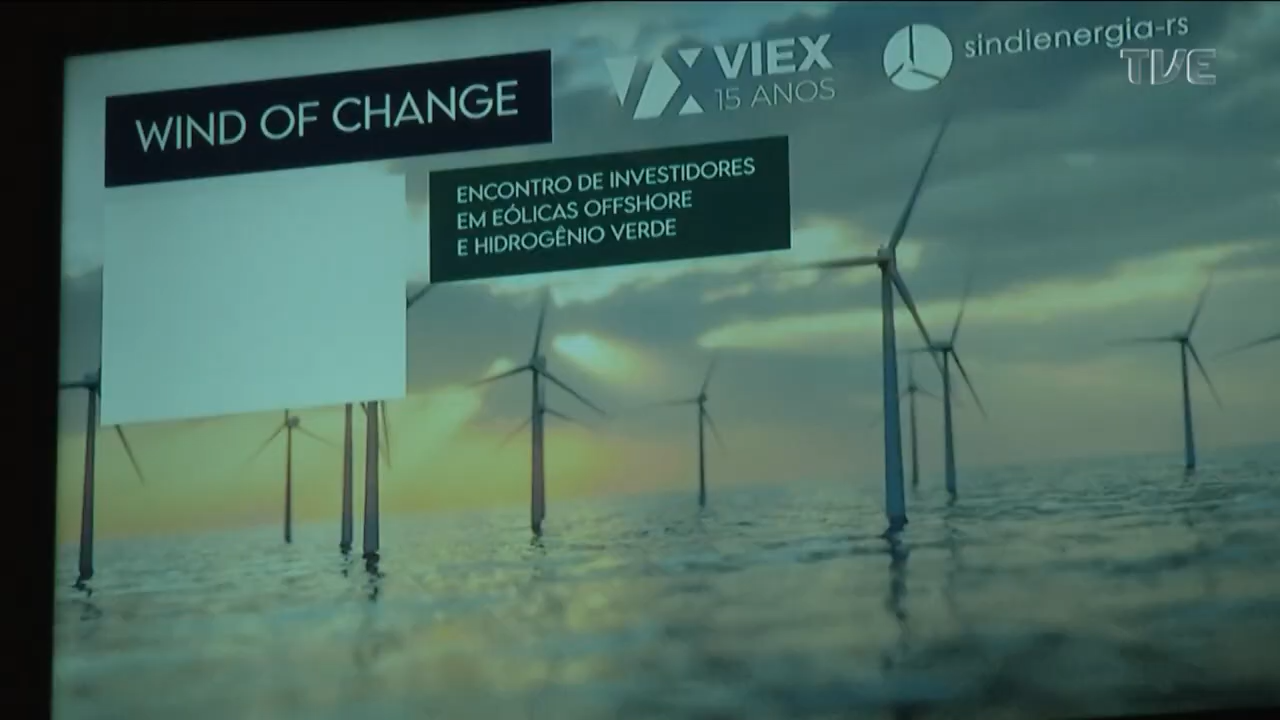 WIND OF CHANGE
VIEX
15 ANOS
sindienergia-rs
TVE
ENCONTRO DE INVESTIDORES
EM EÓLICAS OFFSHORE
E HIDROGÊNIO VERDE